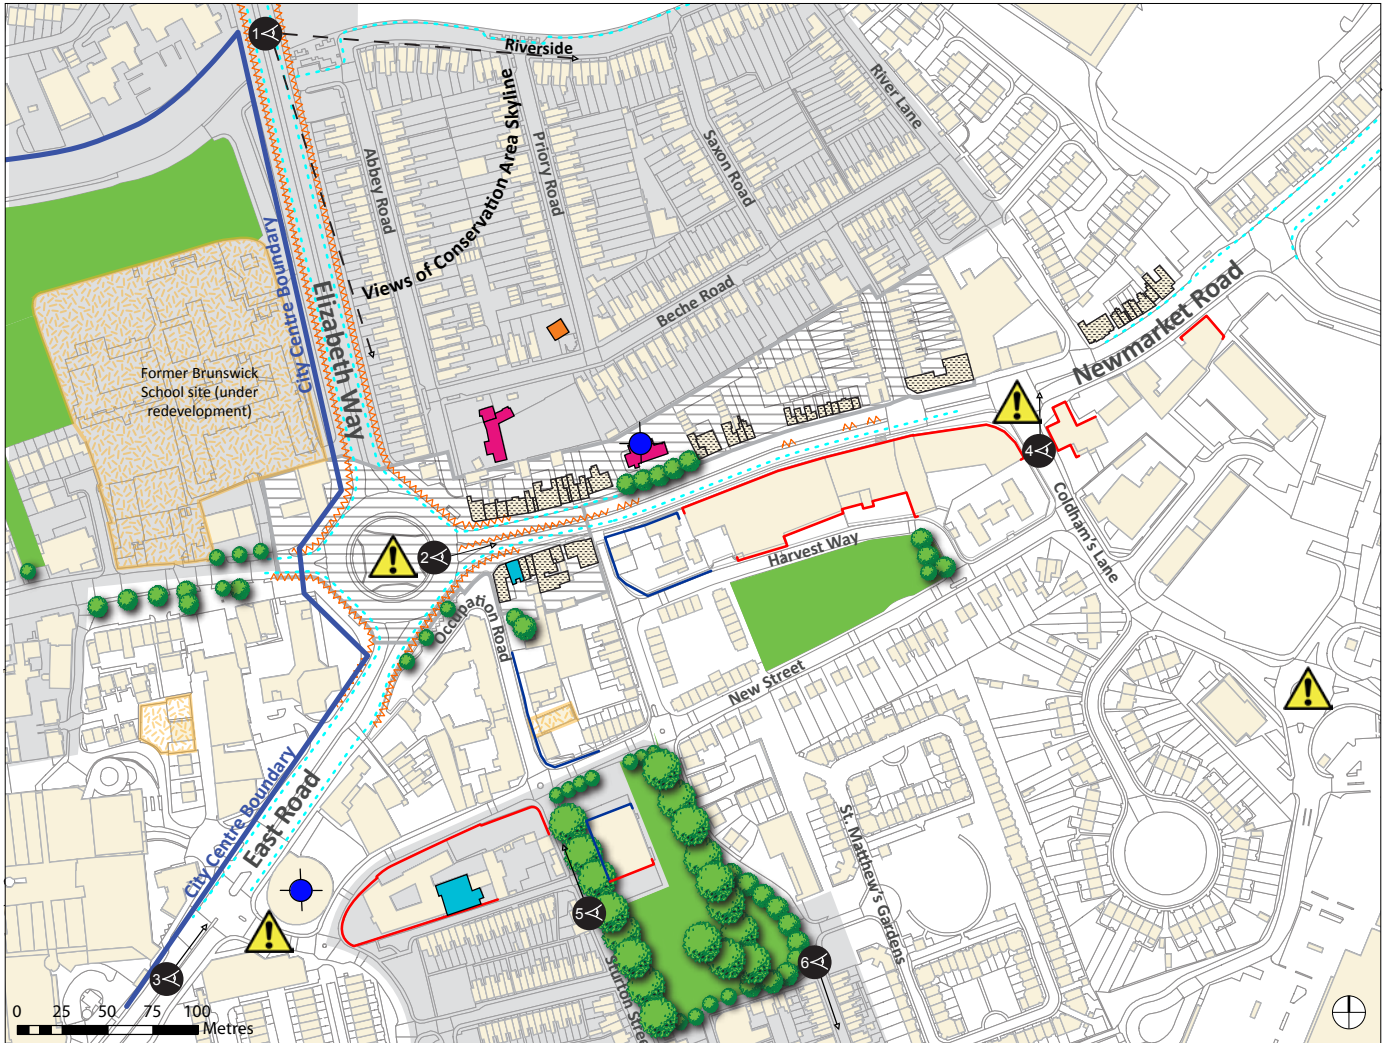 1
Riverside
River Lane
Abbey Road
Priory Road
Saxon Road
Views of Conservation Area Skyline
City Centre Boundary
Elizabeth Way
Beche Road
Former Brunswick
School site (under
redevelopment)
Newmarket Road
4
2
Harvest Way
Coldham's Lane
Occupation Road
New Street
City Centre Boundary
East Road
St. Matthew's Gardens
5
6
3
Sturton Street
0 25 50 75 100
Metres